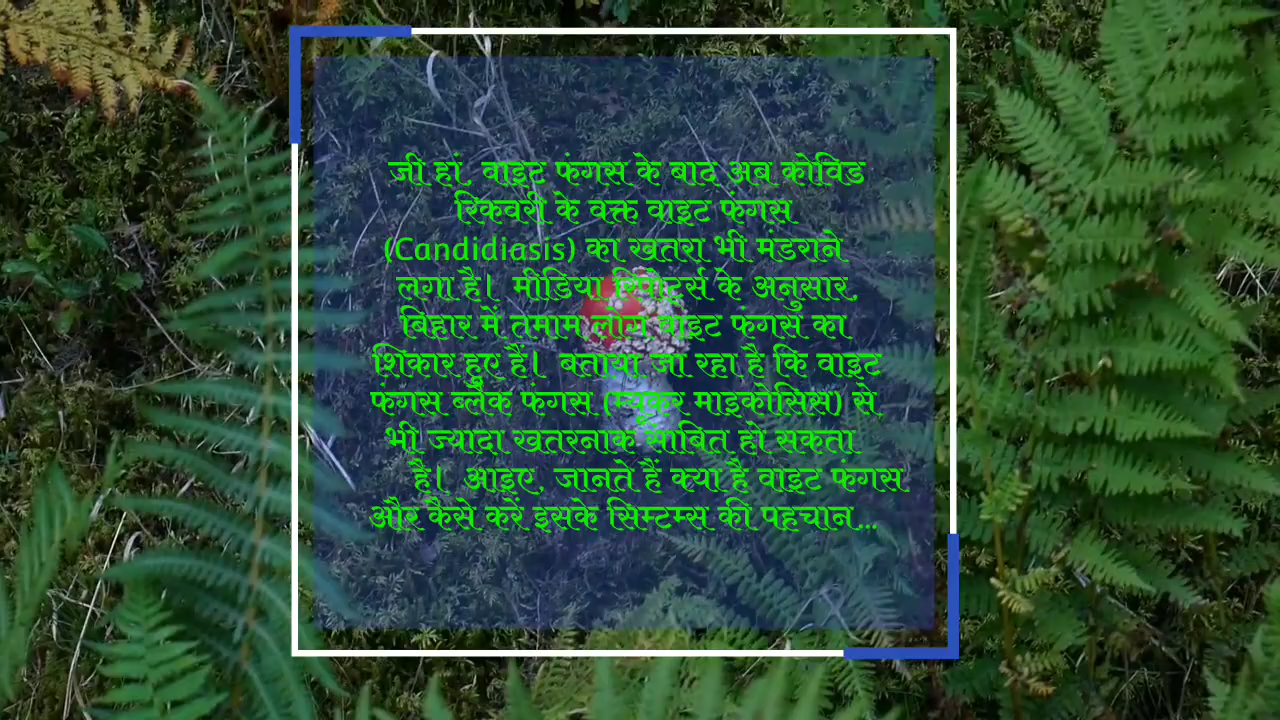 जी हां, वाइट फंगस के बाद अब कोविड
रिकवरी के वक्त वाइट फंगस
(Candidiasis) का खतरा भी मंडराने
लगा है। मीडिया रिपोर्ट्स के अनुसार,
बिहार में तमाम लोग वाइट फंगस का
शिकार हुए हैं। बताया जा रहा है कि वाइट
फंगस ब्लैक फंगस (म्यूकर माइकोसिस) से
भी ज्यादा खतरनाक साबित हो सकता
है। आइए, जानते हैं क्या है वाइट फंगस
और कैसे करें इसके सिम्टम्स की पहचान...